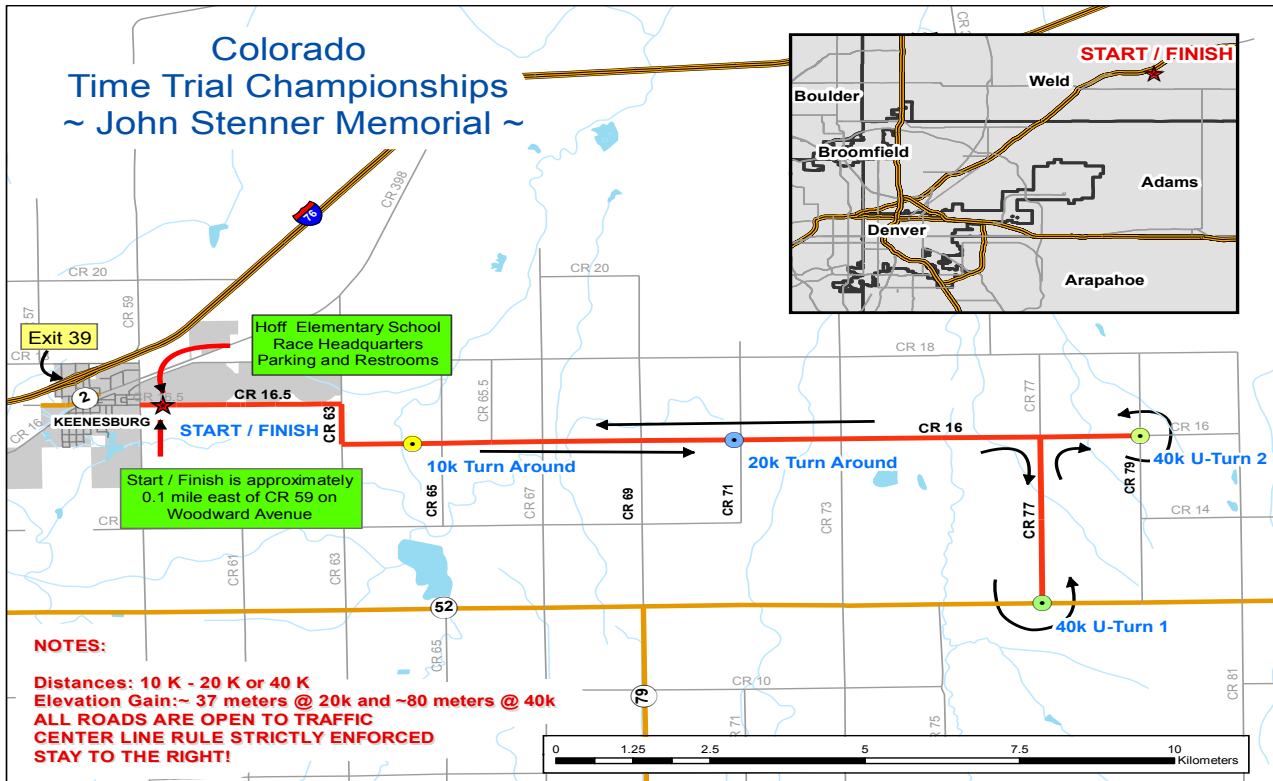 Colorado
Time Trial Championships
~ John Stenner Memorial ~
START / FINISH
Weld
Boulder
Broomfield
Adams
Denver
Arapahoe
76
CR 398
CR 20
CR 20
57
CR 59
Exit 39
Hoff Elementary School
Race Headquarters
Parking and Restrooms
CR 18
CR 65.5
CR 77
2
CR 16.5
CR 16.5
KEENESBURG
CR 16
START / FINISH
CR 63
CR 16
CR 16
10k Turn Around
20k Turn Around
40k U-Turn 2
Start / Finish is approximately
0.1 mile east of CR 59 on
Woodward Avenue
CR 65
CR 67
CR 69
CR 71
CR 73
CR 77
CR 79
CR 14
CR 61
CR 63
52
40k U-Turn 1
CR 65
79
CR 10
CR 71
CR 75
CR 81
NOTES:
Distances: 10 K - 20 K or 40 K
Elevation Gain:~ 37 meters @ 20k and ~80 meters @ 40k
ALL ROADS ARE OPEN TO TRAFFIC
CENTER LINE RULE STRICTLY ENFORCED
STAY TO THE RIGHT!
0 1.25 2.5 5 7.5 10
Kilometers